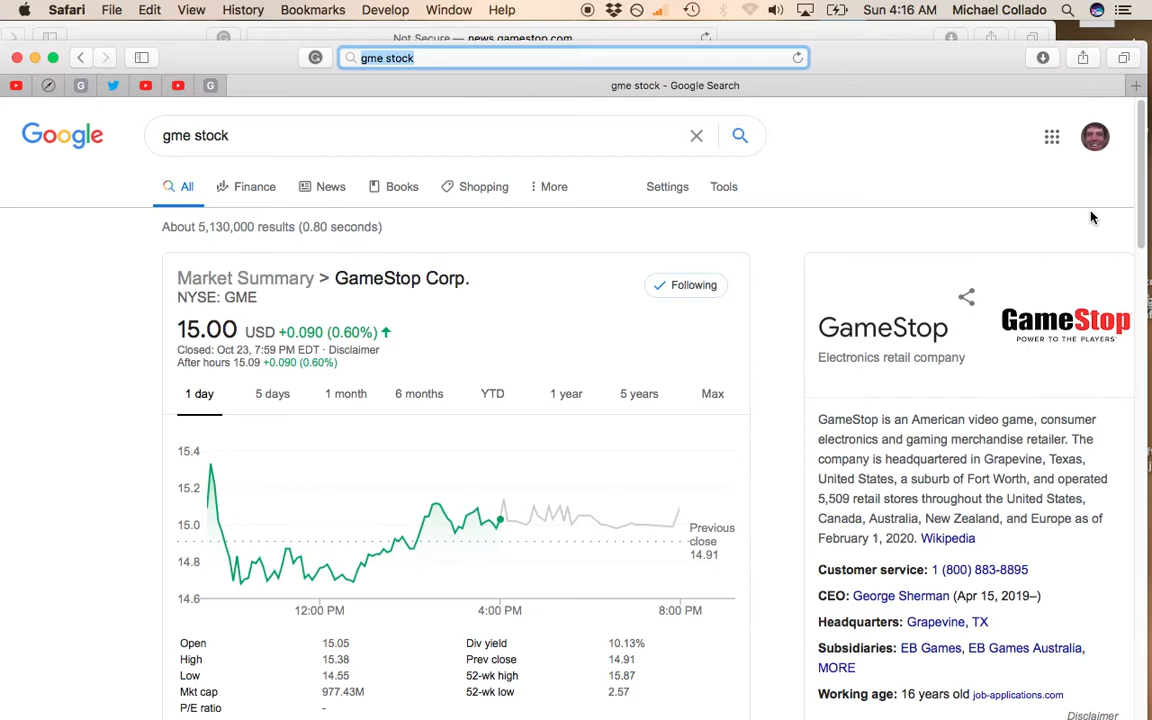 Safari File Edit View History Bookmarks Develop Window Help Sun 4:16 AM Michael Collado
Not Secure — news.gamestop.com
gme stock
gme stock - Google Search
Google
gme stock
All Finance News Books Shopping More Settings Tools
About 5,130,000 results (0.80 seconds)
Market Summary > GameStop Corp.
NYSE: GME
Following
15.00 USD +0.090 (0.60%)
Closed: Oct 23, 7:59 PM EDT · Disclaimer
After hours 15.09 +0.090 (0.60%)
1 day 5 days 1 month 6 months YTD 1 year 5 years Max
15.4
15.2
15.0
14.8
14.6
Previous
close
14.91
12:00 PM 4:00 PM 8:00 PM
Open 15.05 Div yield 10.13%
High 15.38 Prev close 14.91
Low 14.55 52-wk high 15.87
Mkt cap 977.43M 52-wk low 2.57
P/E ratio -
GameStop
Electronics retail company
GameStop
POWER TO THE PLAYERS
GameStop is an American video game, consumer
electronics and gaming merchandise retailer. The
company is headquartered in Grapevine, Texas,
United States, a suburb of Fort Worth, and operated
5,509 retail stores throughout the United States,
Canada, Australia, New Zealand, and Europe as of
February 1, 2020. Wikipedia
Customer service: 1 (800) 883-8895
CEO: George Sherman (Apr 15, 2019–)
Headquarters: Grapevine, TX
Subsidiaries: EB Games, EB Games Australia,
MORE
Working age: 16 years old job-applications.com
Disclaimer